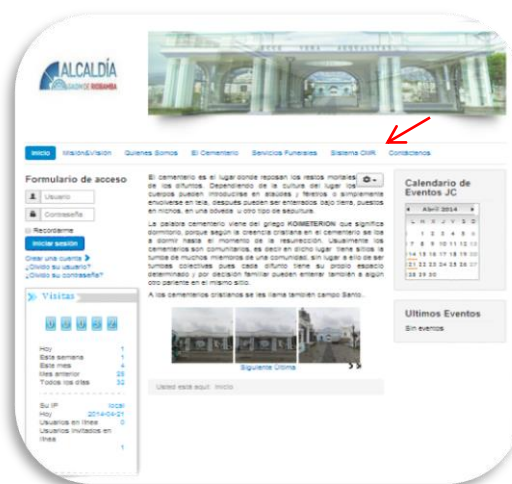 ALCALDÍA
Inicio Misión&Visión Quienes Somos El Cementerio Servicios Funerales Sistema CMR Contáctenos
Formulario de acceso
Usuario
Contraseña
Recordarme
Iniciar sesión
Crear una cuenta
¿Olvido su usuario?
¿Olvido su contraseña?
Visitas
Hoy 1
Esta semana 1
Este mes 4
Mes anterior 28
Todos los días 32
Su IP local
Hoy 2014-04-21
Usuarios en línea 0
Usuarios Invitados en
línea
1
El cementerio es el lugar donde reposan los restos mortales
de los difuntos. Dependiendo de la cultura del lugar los
cuerpos pueden introducirse en ataúdes y féretros o simplemente
envolverse en tela, después pueden ser enterrados bajo tierra, puestos
en nichos, en una bóveda u otro tipo de sepultura.
La palabra cementerio viene del griego KOIMETERION que significa
dormitorio, porque según la creencia cristiana en el cementerio se iba
a dormir hasta el momento de la resurrección. Usualmente los
cementerios son comunitarios, es decir en dicho lugar tiene sitios la
tumba de muchos miembros de una comunidad, sin lugar a ello de ser
tumbas colectivas pues cada difunto tiene su propio espacio
determinado y por decisión familiar pueden enterrar también a algún
otro pariente en el mismo sitio.
A los cementerios cristianos se les llama también campo Santo.
Siguiente Última
Usted está aquí: Inicio
Calendario de
Eventos JC
Abril 2014
L M X J V S D
1 2 3 4 5 6
7 8 9 10 11 12 13
14 15 16 17 18 19 20
21 22 23 24 25 26 27
28 29 30
Ultimos Eventos
Sin eventos